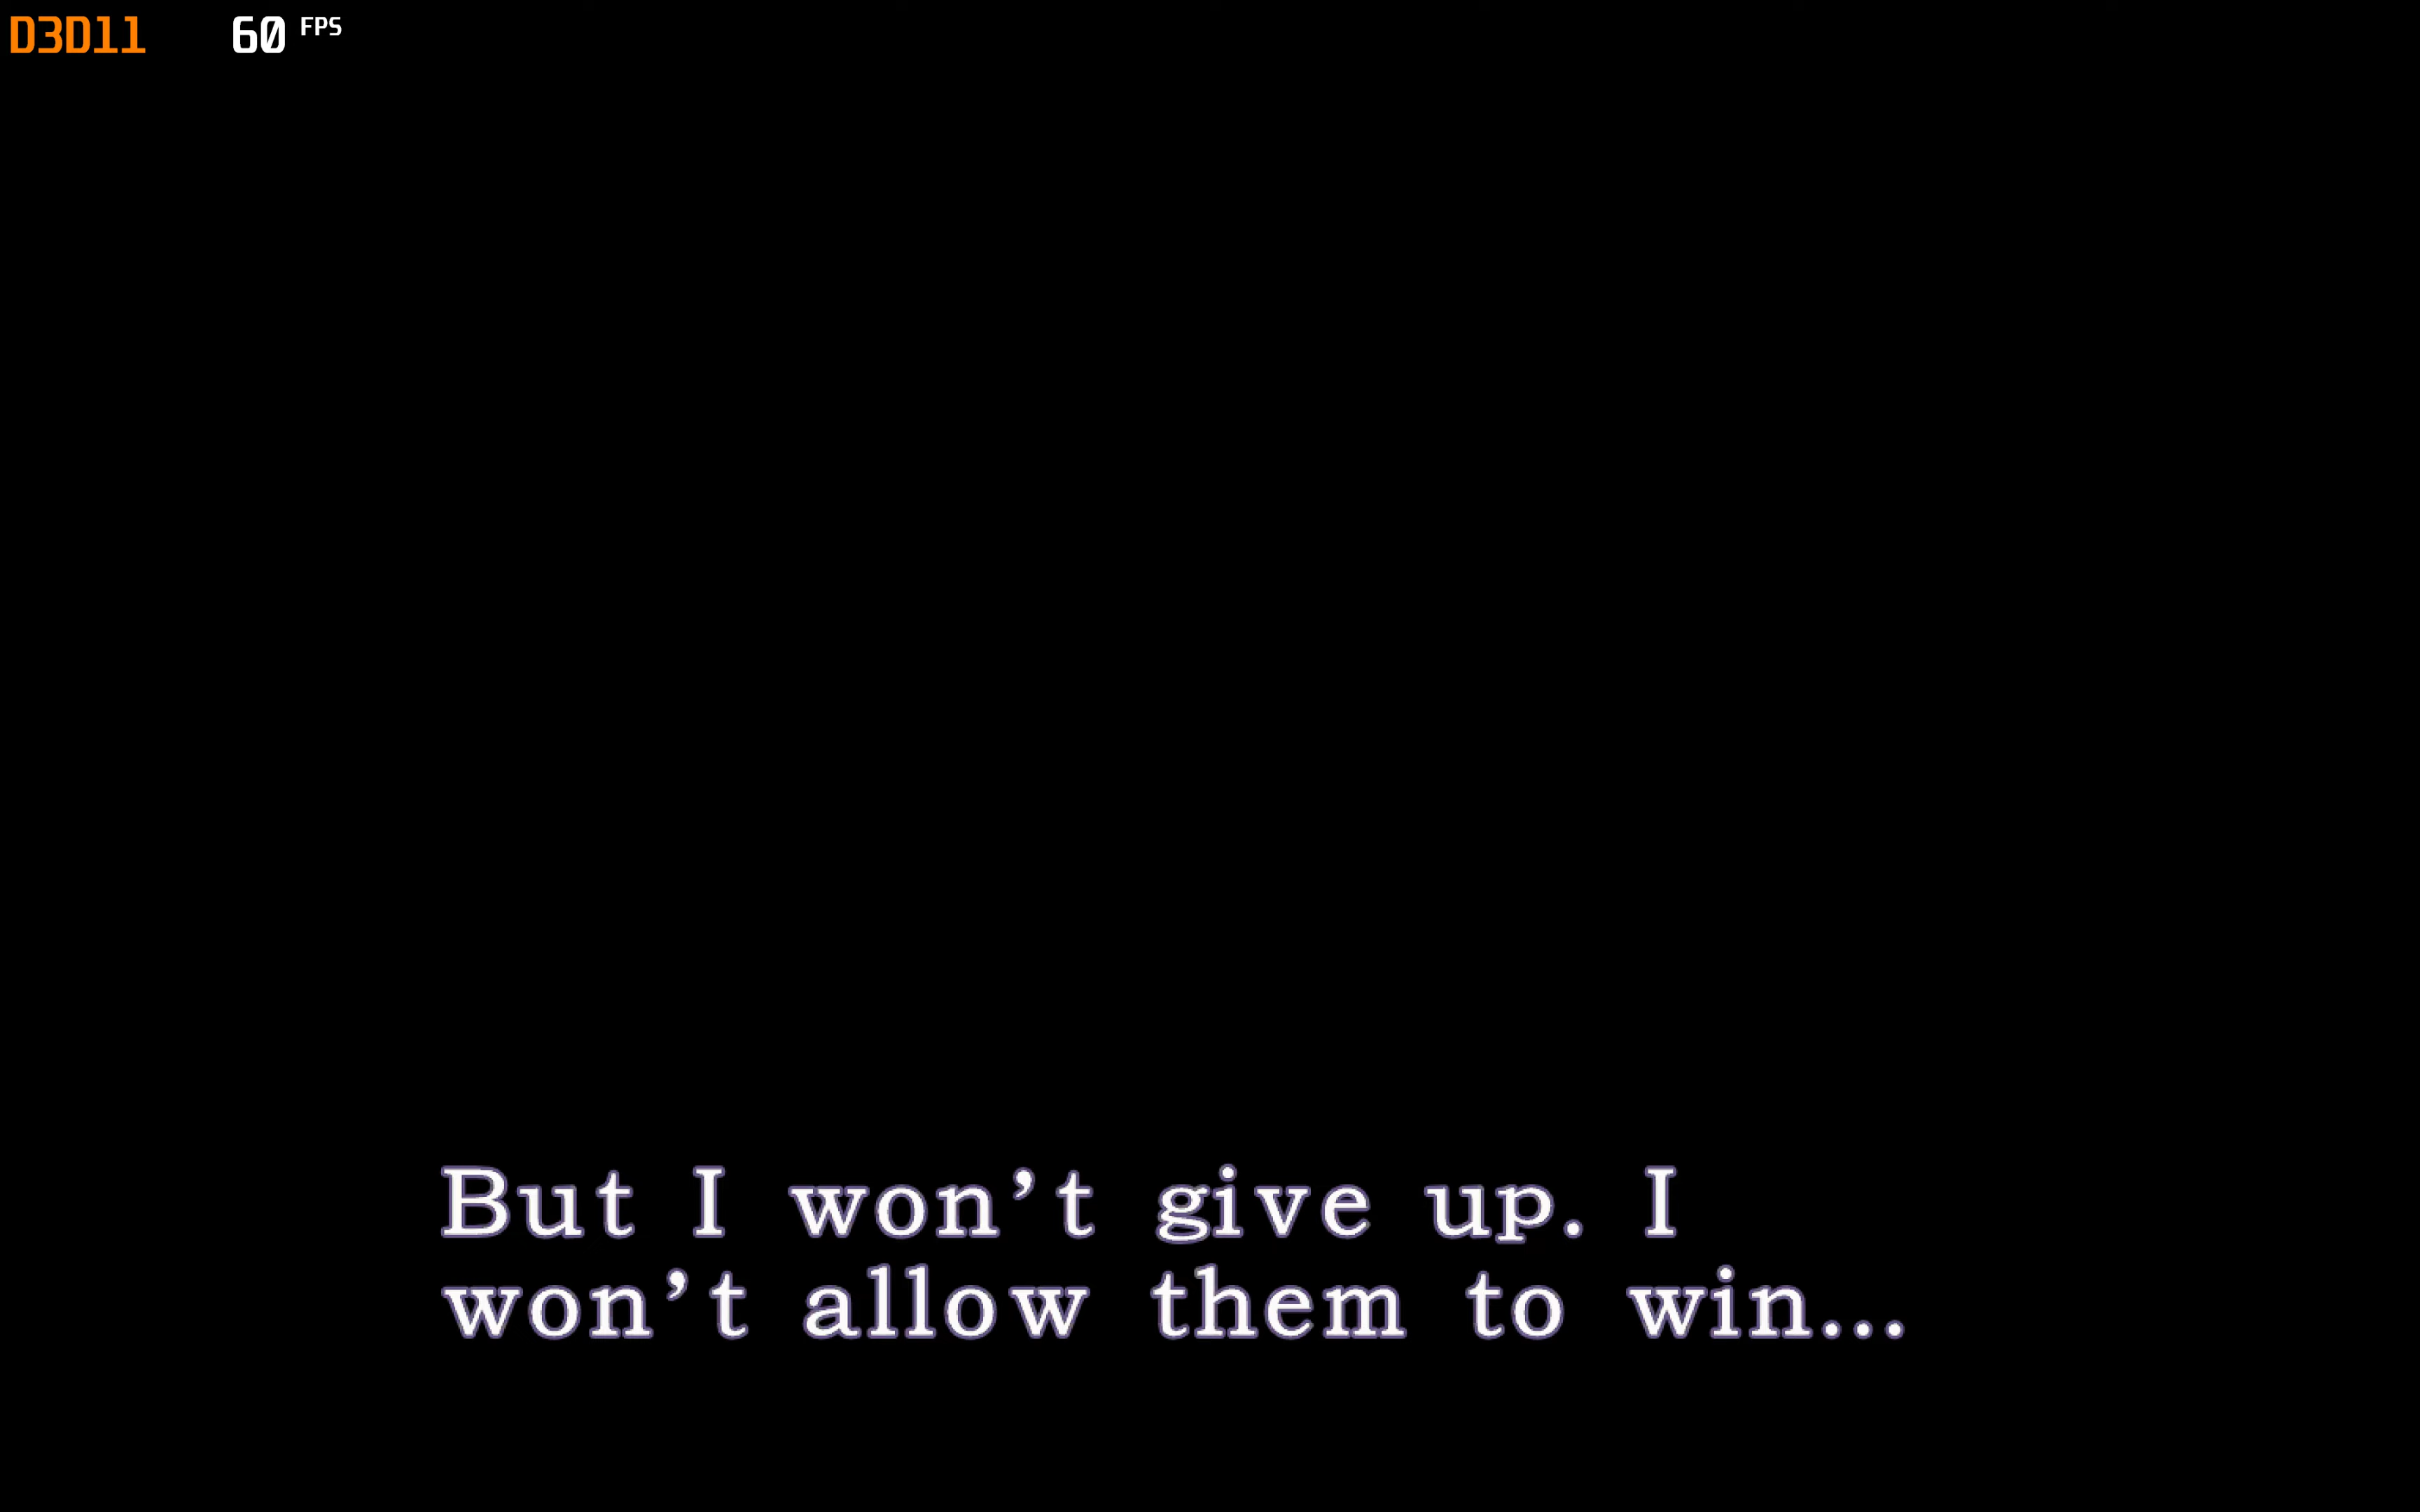 D3D11 60 FPS
But I won’t give up. I
won’t allow them to win...